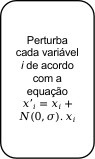 Perturba
cada variável
i de acordo
com a
equação
x'ᵢ = xᵢ +
N(0, σ). xᵢ